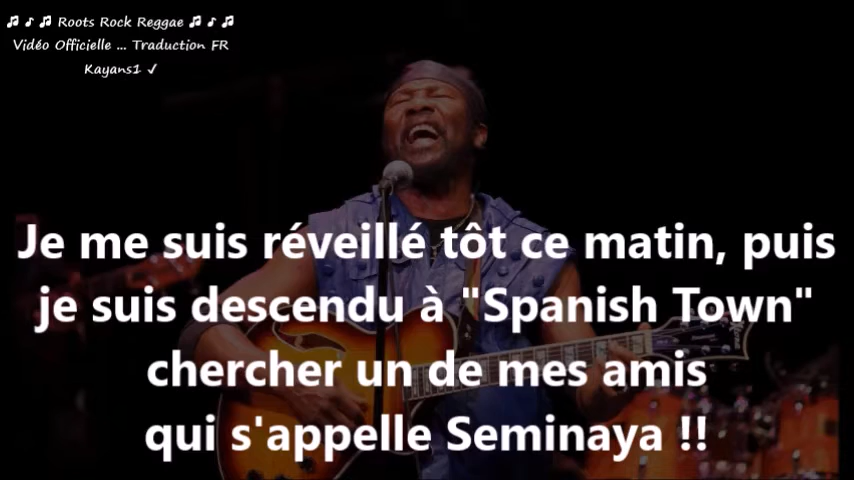 ♫ ♪ ♫ Roots Rock Reggae ♫ ♪ ♫
Vidéo Officielle ... Traduction FR
Kayans1 ✓
Je me suis réveillé tôt ce matin, puis
je suis descendu à "Spanish Town"
chercher un de mes amis
qui s'appelle Seminaya !!